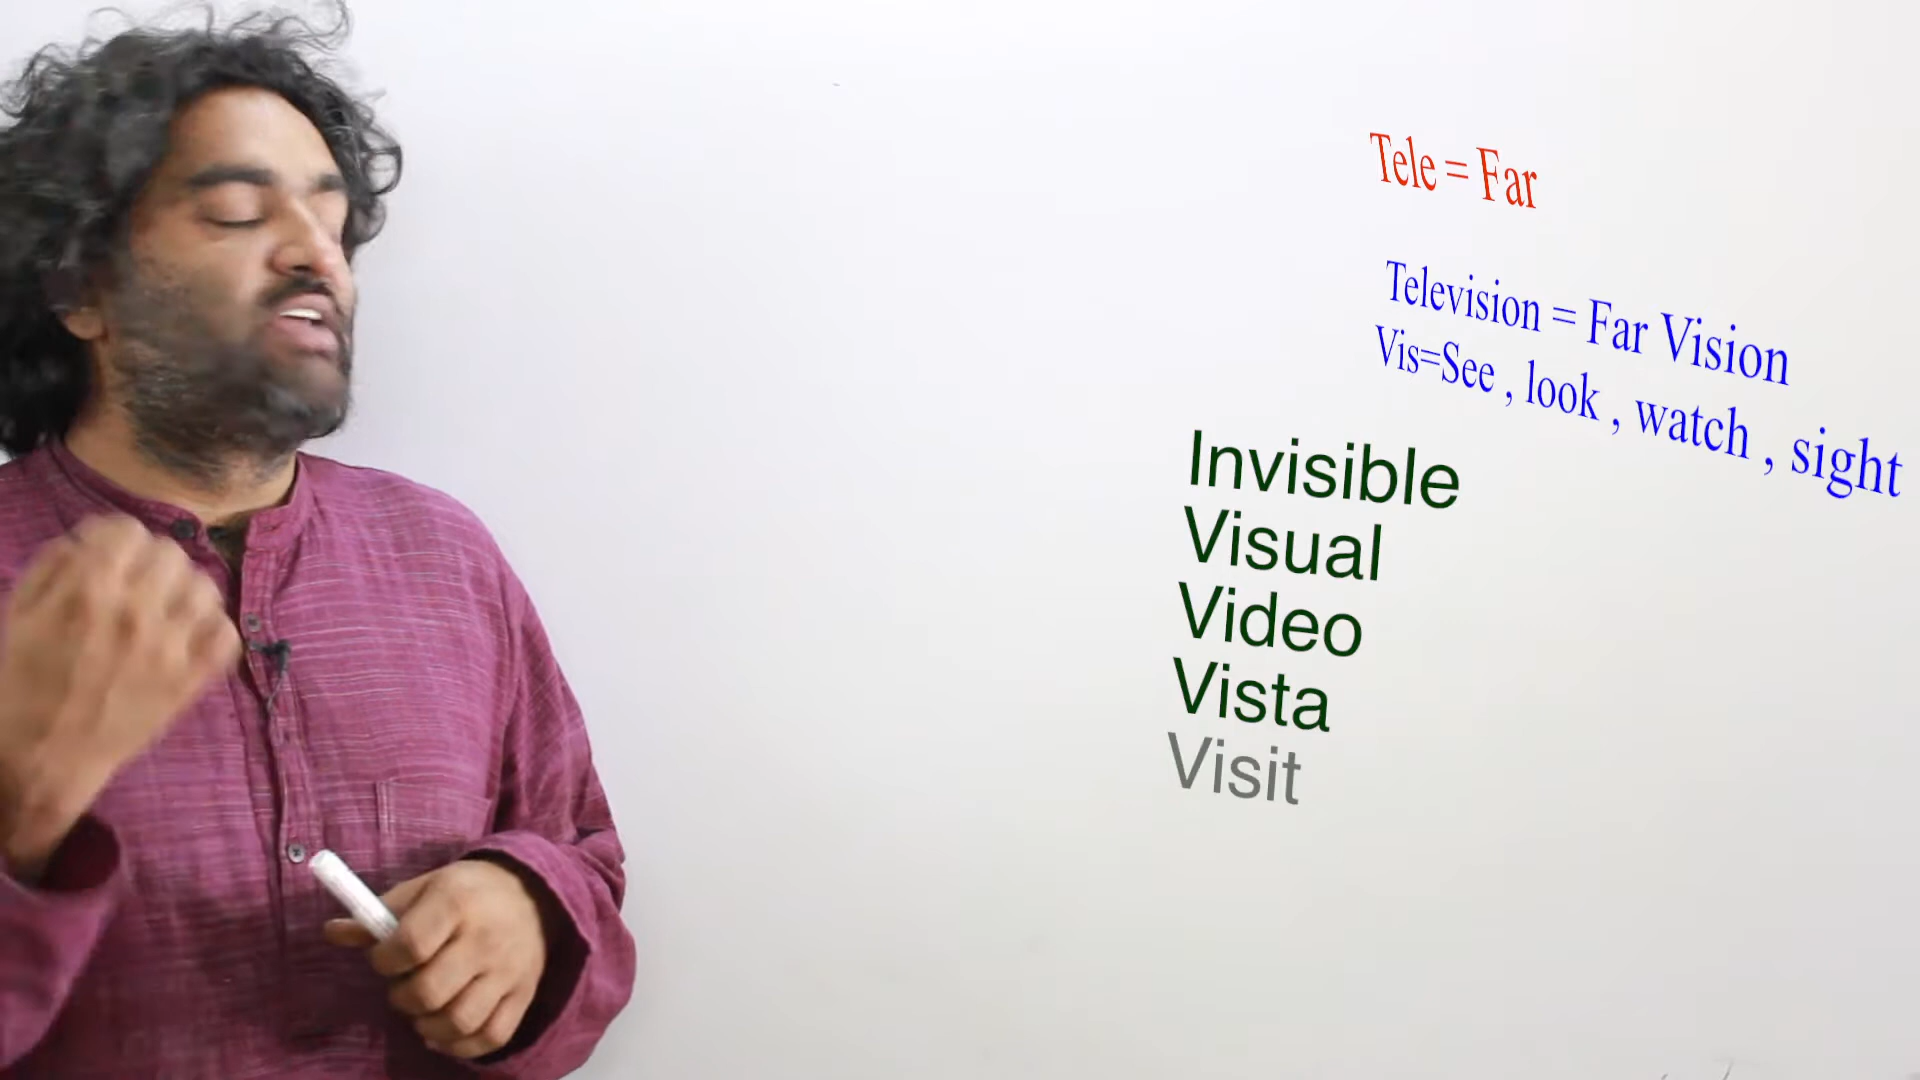 Tele = Far
Television = Far Vision
Vis=See , look , watch , sight
Invisible
Visual
Video
Vista
Visit